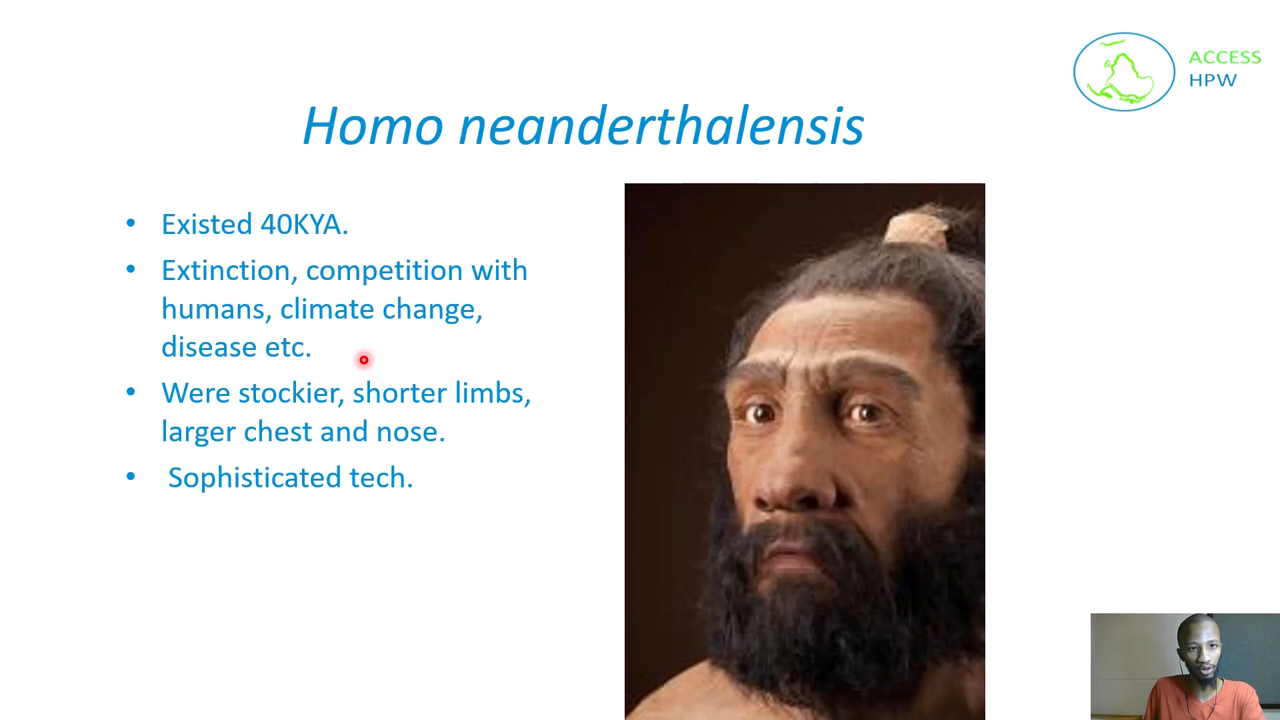 ACCESS
HPW
Homo neanderthalensis
• Existed 40KYA.
• Extinction, competition with
humans, climate change,
disease etc.
• Were stockier, shorter limbs,
larger chest and nose.
• Sophisticated tech.